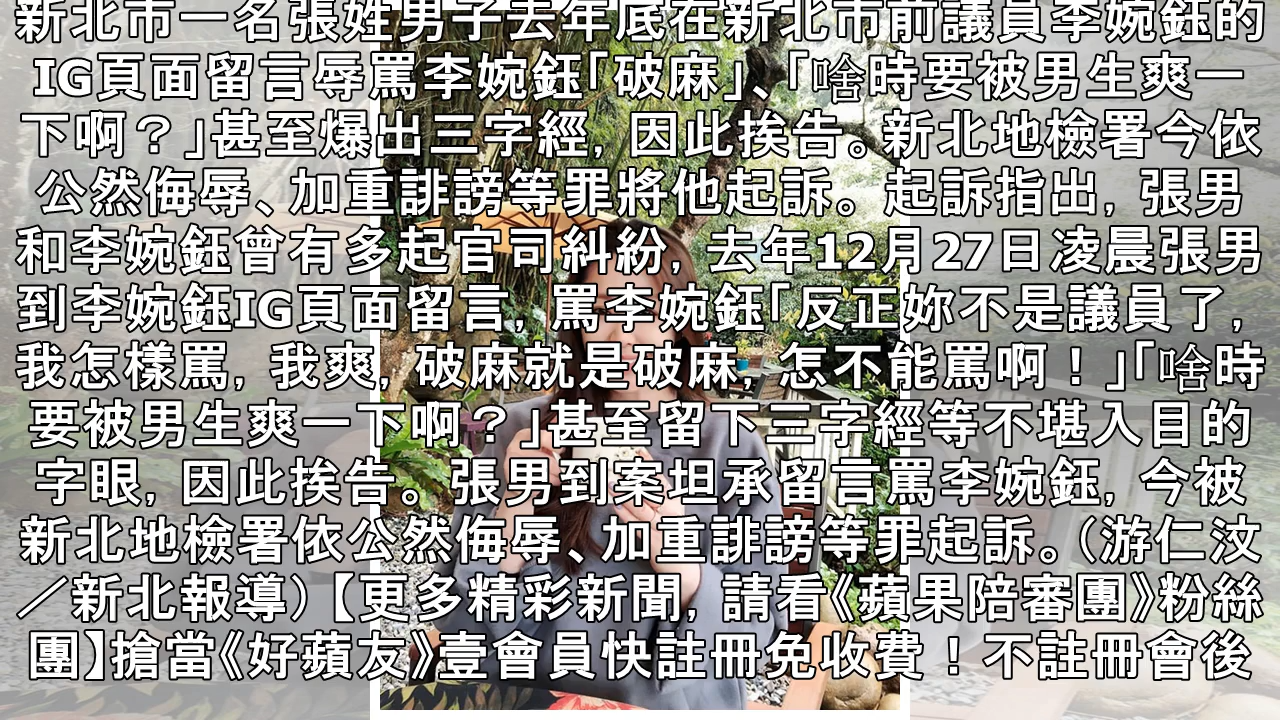 新北市一名張姓男子去年底在新北市前議員李婉鈺的
IG頁面留言辱罵李婉鈺「破麻」、「啥時要被男生爽一
下啊？」甚至爆出三字經，因此挨告。新北地檢署今依
公然侮辱、加重誹謗等罪將他起訴。起訴指出，張男
和李婉鈺曾有多起官司糾紛，去年12月27日凌晨張男
到李婉鈺IG頁面留言，罵李婉鈺「反正妳不是議員了，
我怎樣罵，我爽，破麻就是破麻，怎不能罵啊！」「啥時
要被男生爽一下啊？」甚至留下三字經等不堪入目的
字眼，因此挨告。張男到案坦承留言罵李婉鈺，今被
新北地檢署依公然侮辱、加重誹謗等罪起訴。（游仁汶
／新北報導）【更多精彩新聞，請看《蘋果陪審團》粉絲
團】搶當《好蘋友》壹會員快註冊免收費！不註冊會後